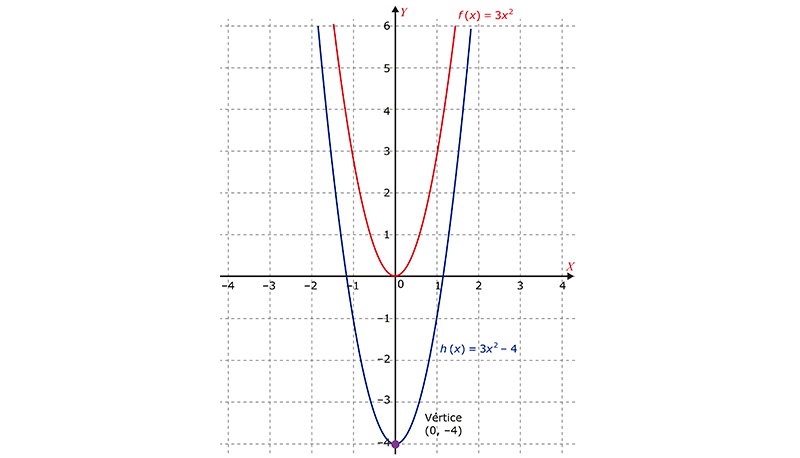 Y
f (x) = 3x²
6
5
4
3
2
1
X
-4 -3 -2 -1 0 1 2 3 4
-1
h (x) = 3x² – 4
-2
-3
Vértice
(0, –4)
-4